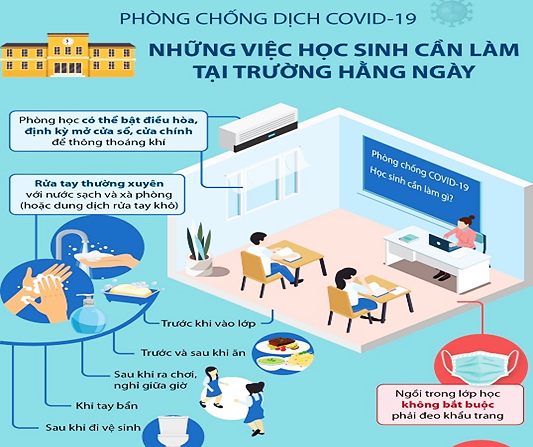 PHÒNG CHỐNG DỊCH COVID-19
NHỮNG VIỆC HỌC SINH CẦN LÀM
TẠI TRƯỜNG HẰNG NGÀY
Phòng học có thể bật điều hòa,
định kỳ mở cửa sổ, cửa chính
để thông thoáng khí
Phòng chống COVID-19
Học sinh cần làm gì?
Rửa tay thường xuyên
với nước sạch và xà phòng
(hoặc dung dịch rửa tay khô)
Trước khi vào lớp
Trước và sau khi ăn
Sau khi ra chơi,
nghỉ giữa giờ
Khi tay bẩn
Sau khi đi vệ sinh
Ngồi trong lớp học
không bắt buộc
phải đeo khẩu trang